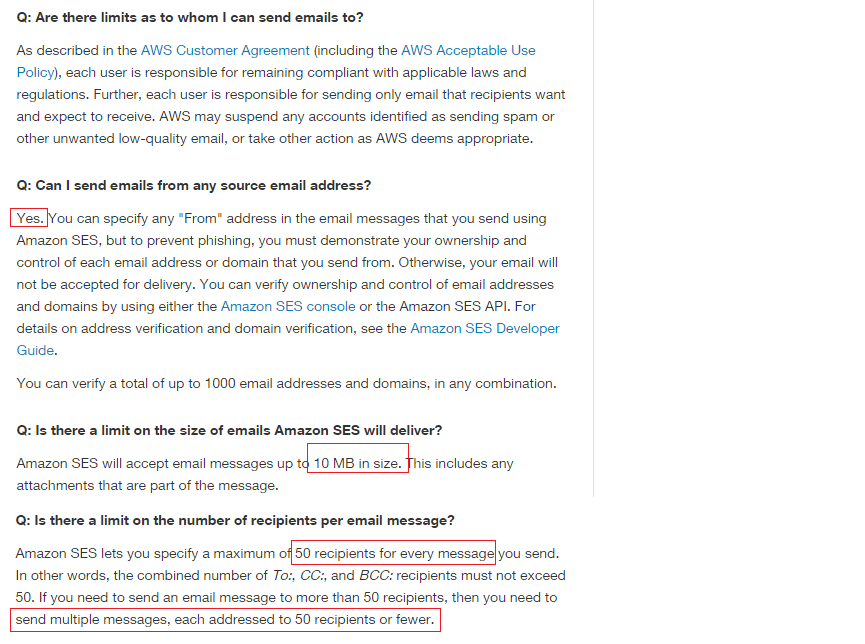 Q: Are there limits as to whom I can send emails to?
As described in the AWS Customer Agreement (including the AWS Acceptable Use
Policy), each user is responsible for remaining compliant with applicable laws and
regulations. Further, each user is responsible for sending only email that recipients want
and expect to receive. AWS may suspend any accounts identified as sending spam or
other unwanted low-quality email, or take other action as AWS deems appropriate.
Q: Can I send emails from any source email address?
Yes. You can specify any "From" address in the email messages that you send using
Amazon SES, but to prevent phishing, you must demonstrate your ownership and
control of each email address or domain that you send from. Otherwise, your email will
not be accepted for delivery. You can verify ownership and control of email addresses
and domains by using either the Amazon SES console or the Amazon SES API. For
details on address verification and domain verification, see the Amazon SES Developer
Guide.
You can verify a total of up to 1000 email addresses and domains, in any combination.
Q: Is there a limit on the size of emails Amazon SES will deliver?
Amazon SES will accept email messages up to 10 MB in size. This includes any
attachments that are part of the message.
Q: Is there a limit on the number of recipients per email message?
Amazon SES lets you specify a maximum of 50 recipients for every message you send.
In other words, the combined number of To:, CC:, and BCC: recipients must not exceed
50. If you need to send an email message to more than 50 recipients, then you need to
send multiple messages, each addressed to 50 recipients or fewer.